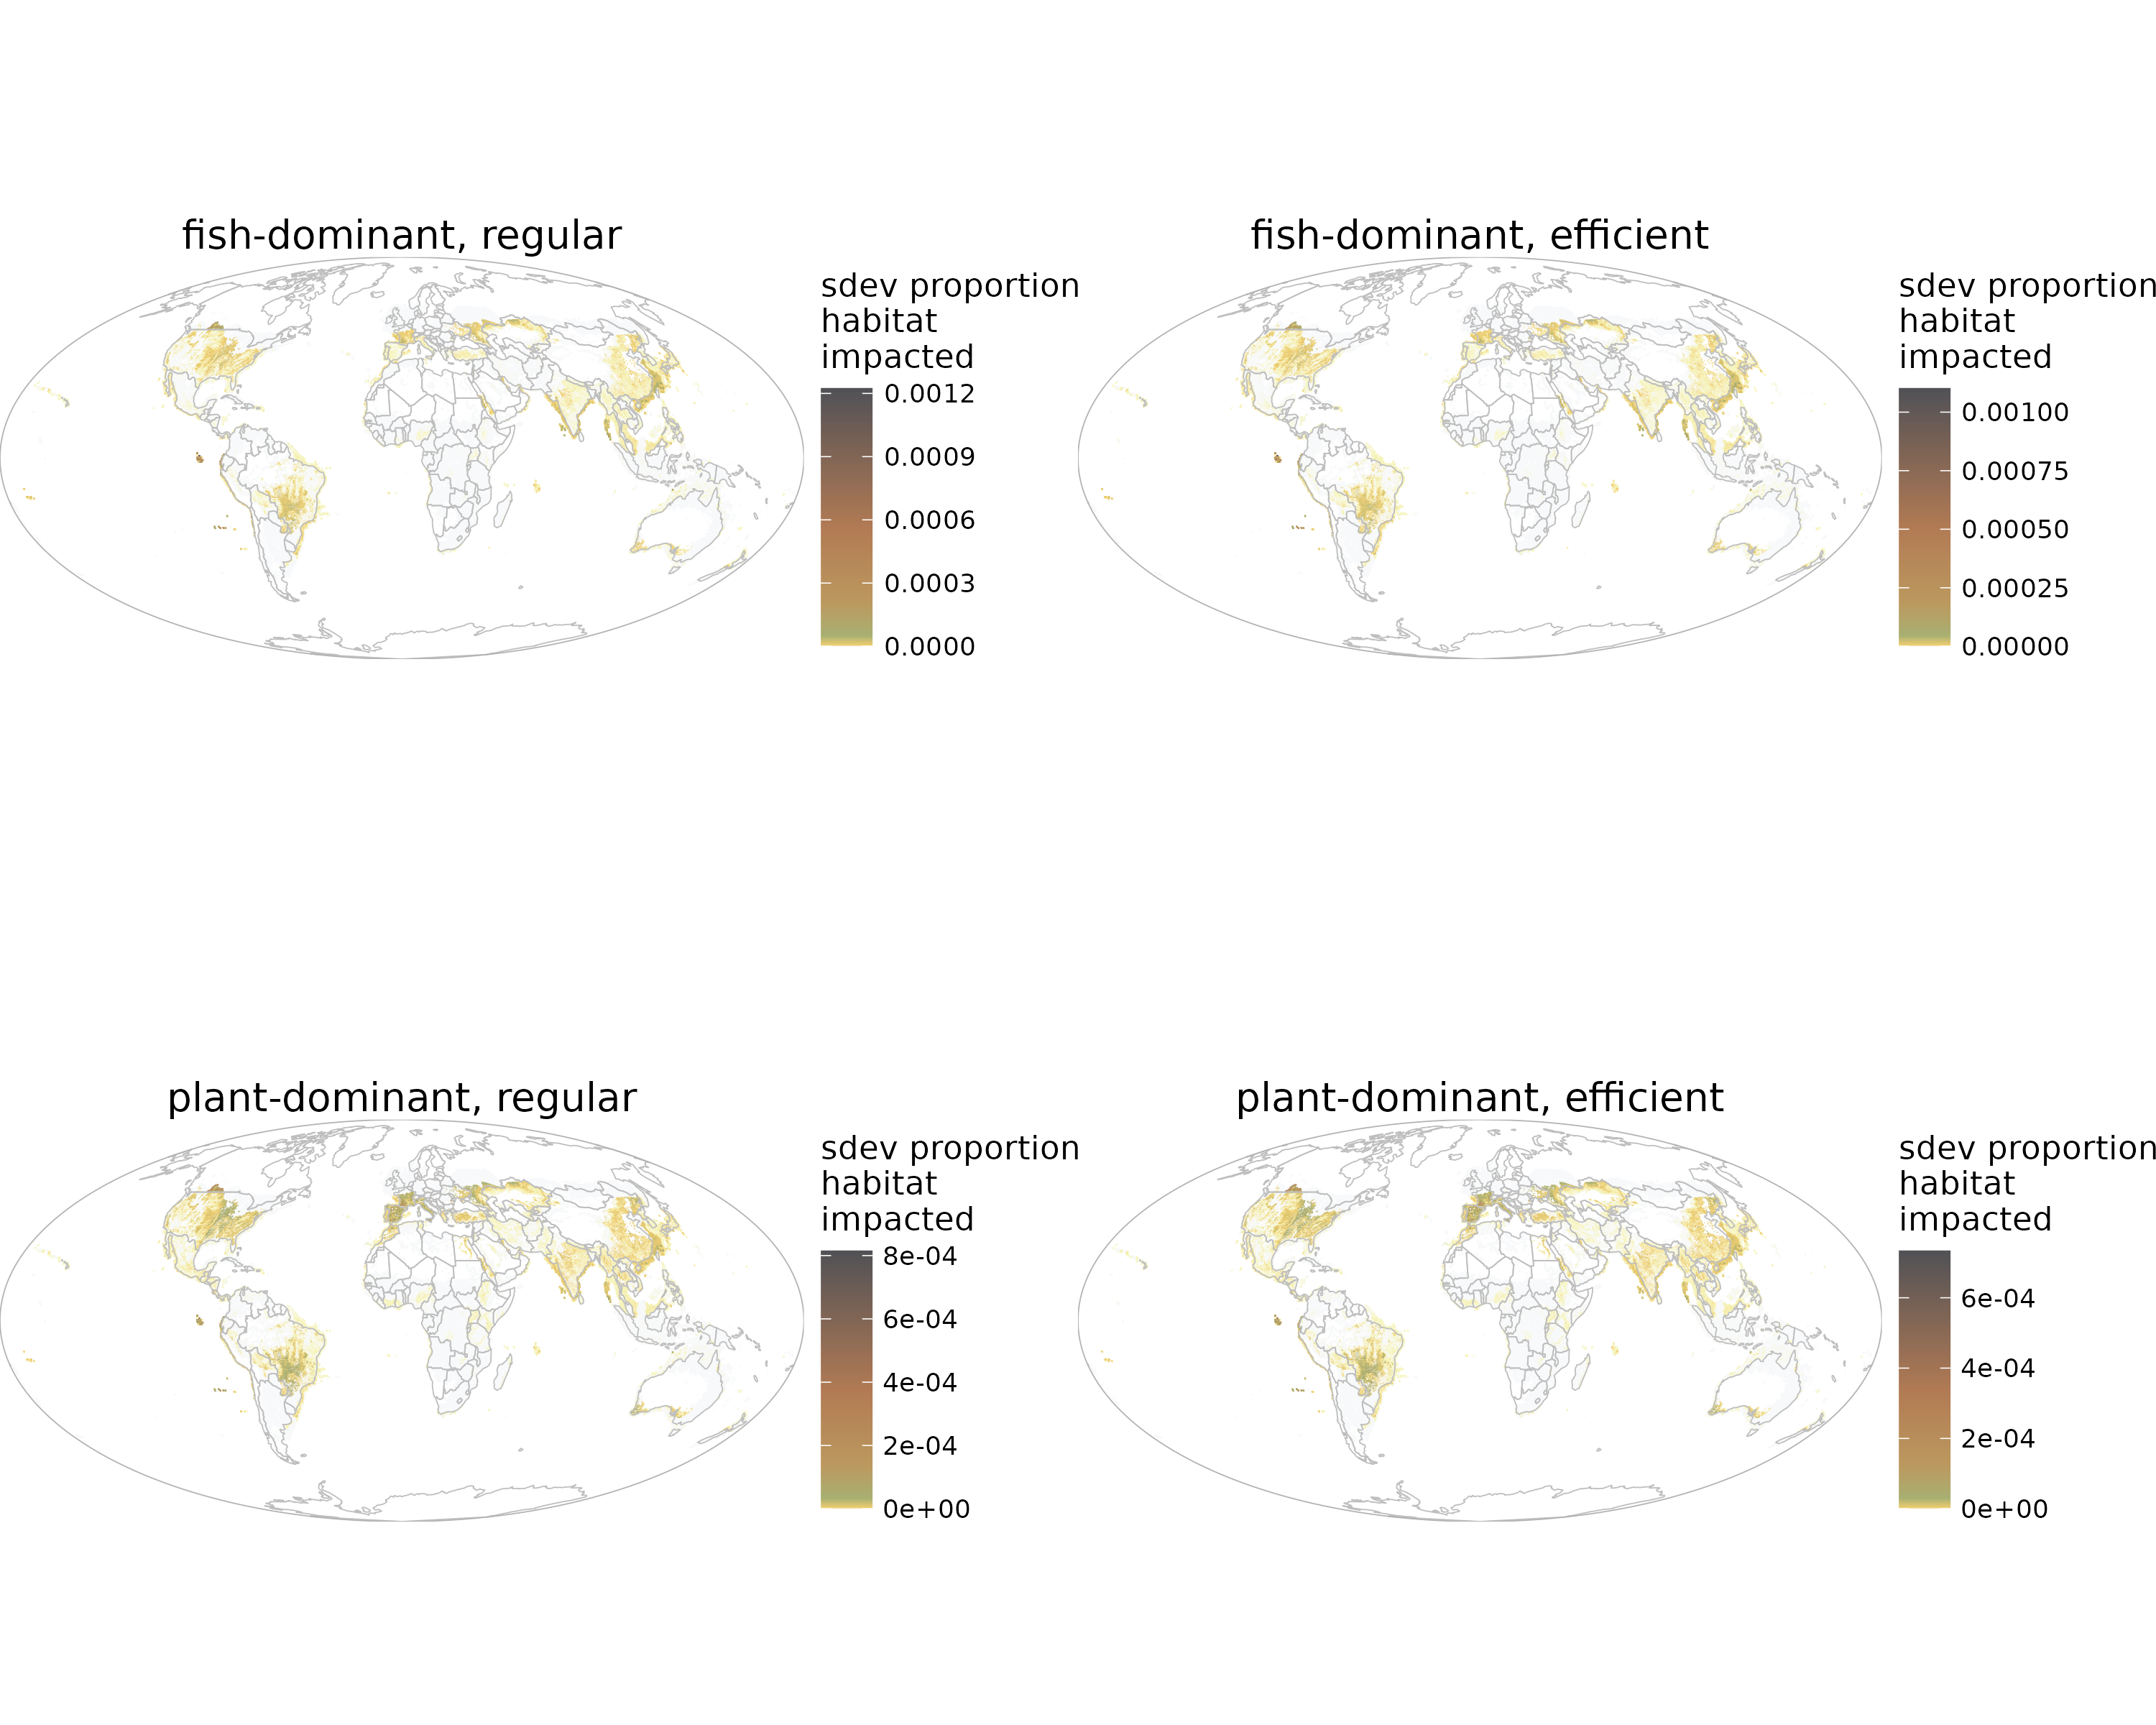 fish-dominant, regular
sdev proportion
habitat
impacted
0.0012
0.0009
0.0006
0.0003
0.0000
fish-dominant, efficient
sdev proportion
habitat
impacted
0.00100
0.00075
0.00050
0.00025
0.00000
plant-dominant, regular
sdev proportion
habitat
impacted
8e-04
6e-04
4e-04
2e-04
0e+00
plant-dominant, efficient
sdev proportion
habitat
impacted
6e-04
4e-04
2e-04
0e+00